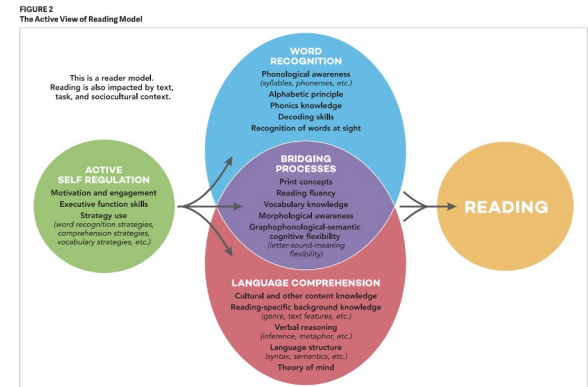 FIGURE 2
The Active View of Reading Model
This is a reader model.
Reading is also impacted by text,
task, and sociocultural context.
WORD
RECOGNITION
Phonological awareness
(syllables, phonemes, etc.)
Alphabetic principle
Phonics knowledge
Decoding skills
Recognition of words at sight
ACTIVE
SELF REGULATION
Motivation and engagement
Executive function skills
Strategy use
(word recognition strategies,
comprehension strategies,
vocabulary strategies, etc.)
BRIDGING
PROCESSES
Print concepts
Reading fluency
Vocabulary knowledge
Morphological awareness
Graphophonological-semantic
cognitive flexibility
(letter-sound-meaning
flexibility)
READING
LANGUAGE COMPREHENSION
Cultural and other content knowledge
Reading-specific background knowledge
(genre, text features, etc.)
Verbal reasoning
(inference, metaphor, etc.)
Language structure
(syntax, semantics, etc.)
Theory of mind